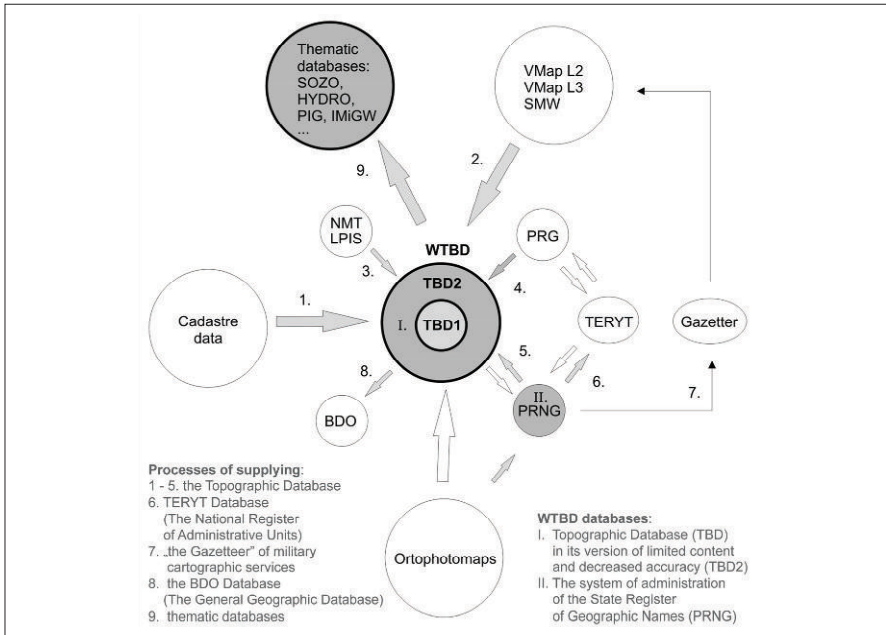 Thematic
databases:
SOZO,
HYDRO,
PIG, IMiGW
...
VMap L2
VMap L3
SMW
9.
2.
NMT
LPIS
3.
WTBD
PRG
4.
TBD2
I.
TBD1
1.
Cadastre
data
TERYT
Gazetter
5.
6.
7.
8.
BDO
II.
PRNG
Ortophotomaps
Processes of supplying:
1 - 5. the Topographic Database
6. TERYT Database
(The National Register
of Administrative Units)
7. „the Gazetteer" of military
cartographic services
8. the BDO Database
(The General Geographic Database)
9. thematic databases
WTBD databases:
I. Topographic Database (TBD)
in its version of limited content
and decreased accuracy (TBD2)
II. The system of administration
of the State Register
of Geographic Names (PRNG)